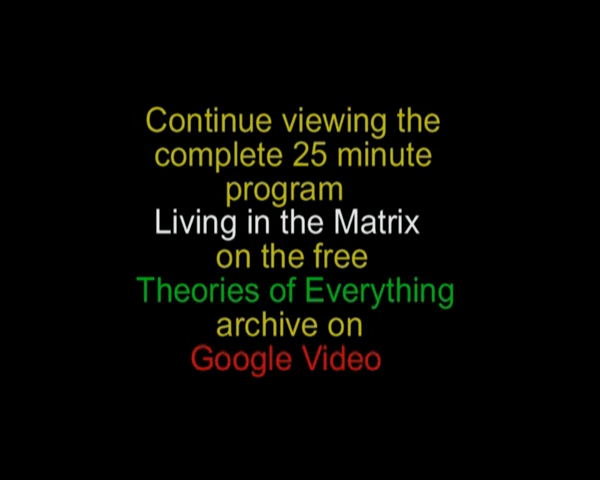 Continue viewing the
complete 25 minute
program
Living in the Matrix
on the free
Theories of Everything
archive on
Google Video